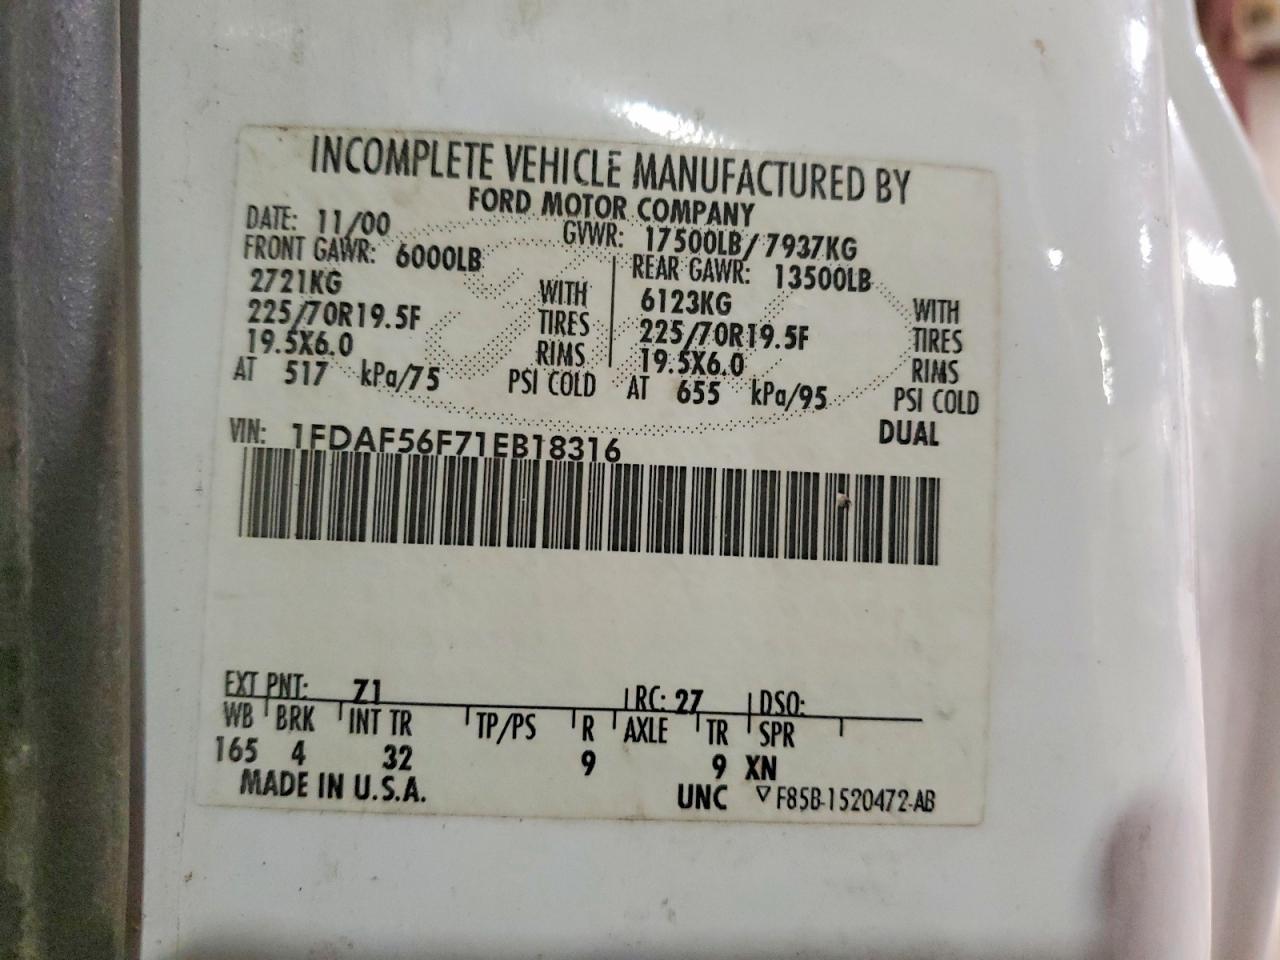 INCOMPLETE VEHICLE MANUFACTURED BY
FORD MOTOR COMPANY
DATE: 11/00 GVWR: 17500LB/ 7937KG
FRONT GAWR: 6000LB REAR GAWR: 13500LB
2721KG WITH 6123KG WITH
225/70R19.5F TIRES 225/70R19.5F TIRES
19.5X6.0 RIMS 19.5X6.0 RIMS
AT 517 kPa/75 PSI COLD AT 655 kPa/95 PSI COLD
DUAL
VIN: 1FDAF56F71EB18316
EXT PNT: Z1 RC: 27 DSO:
WB BRK INT TR TP/PS R AXLE TR SPR
165 4 32 9 9 XN
MADE IN U.S.A. UNC F85B-1520472-AB